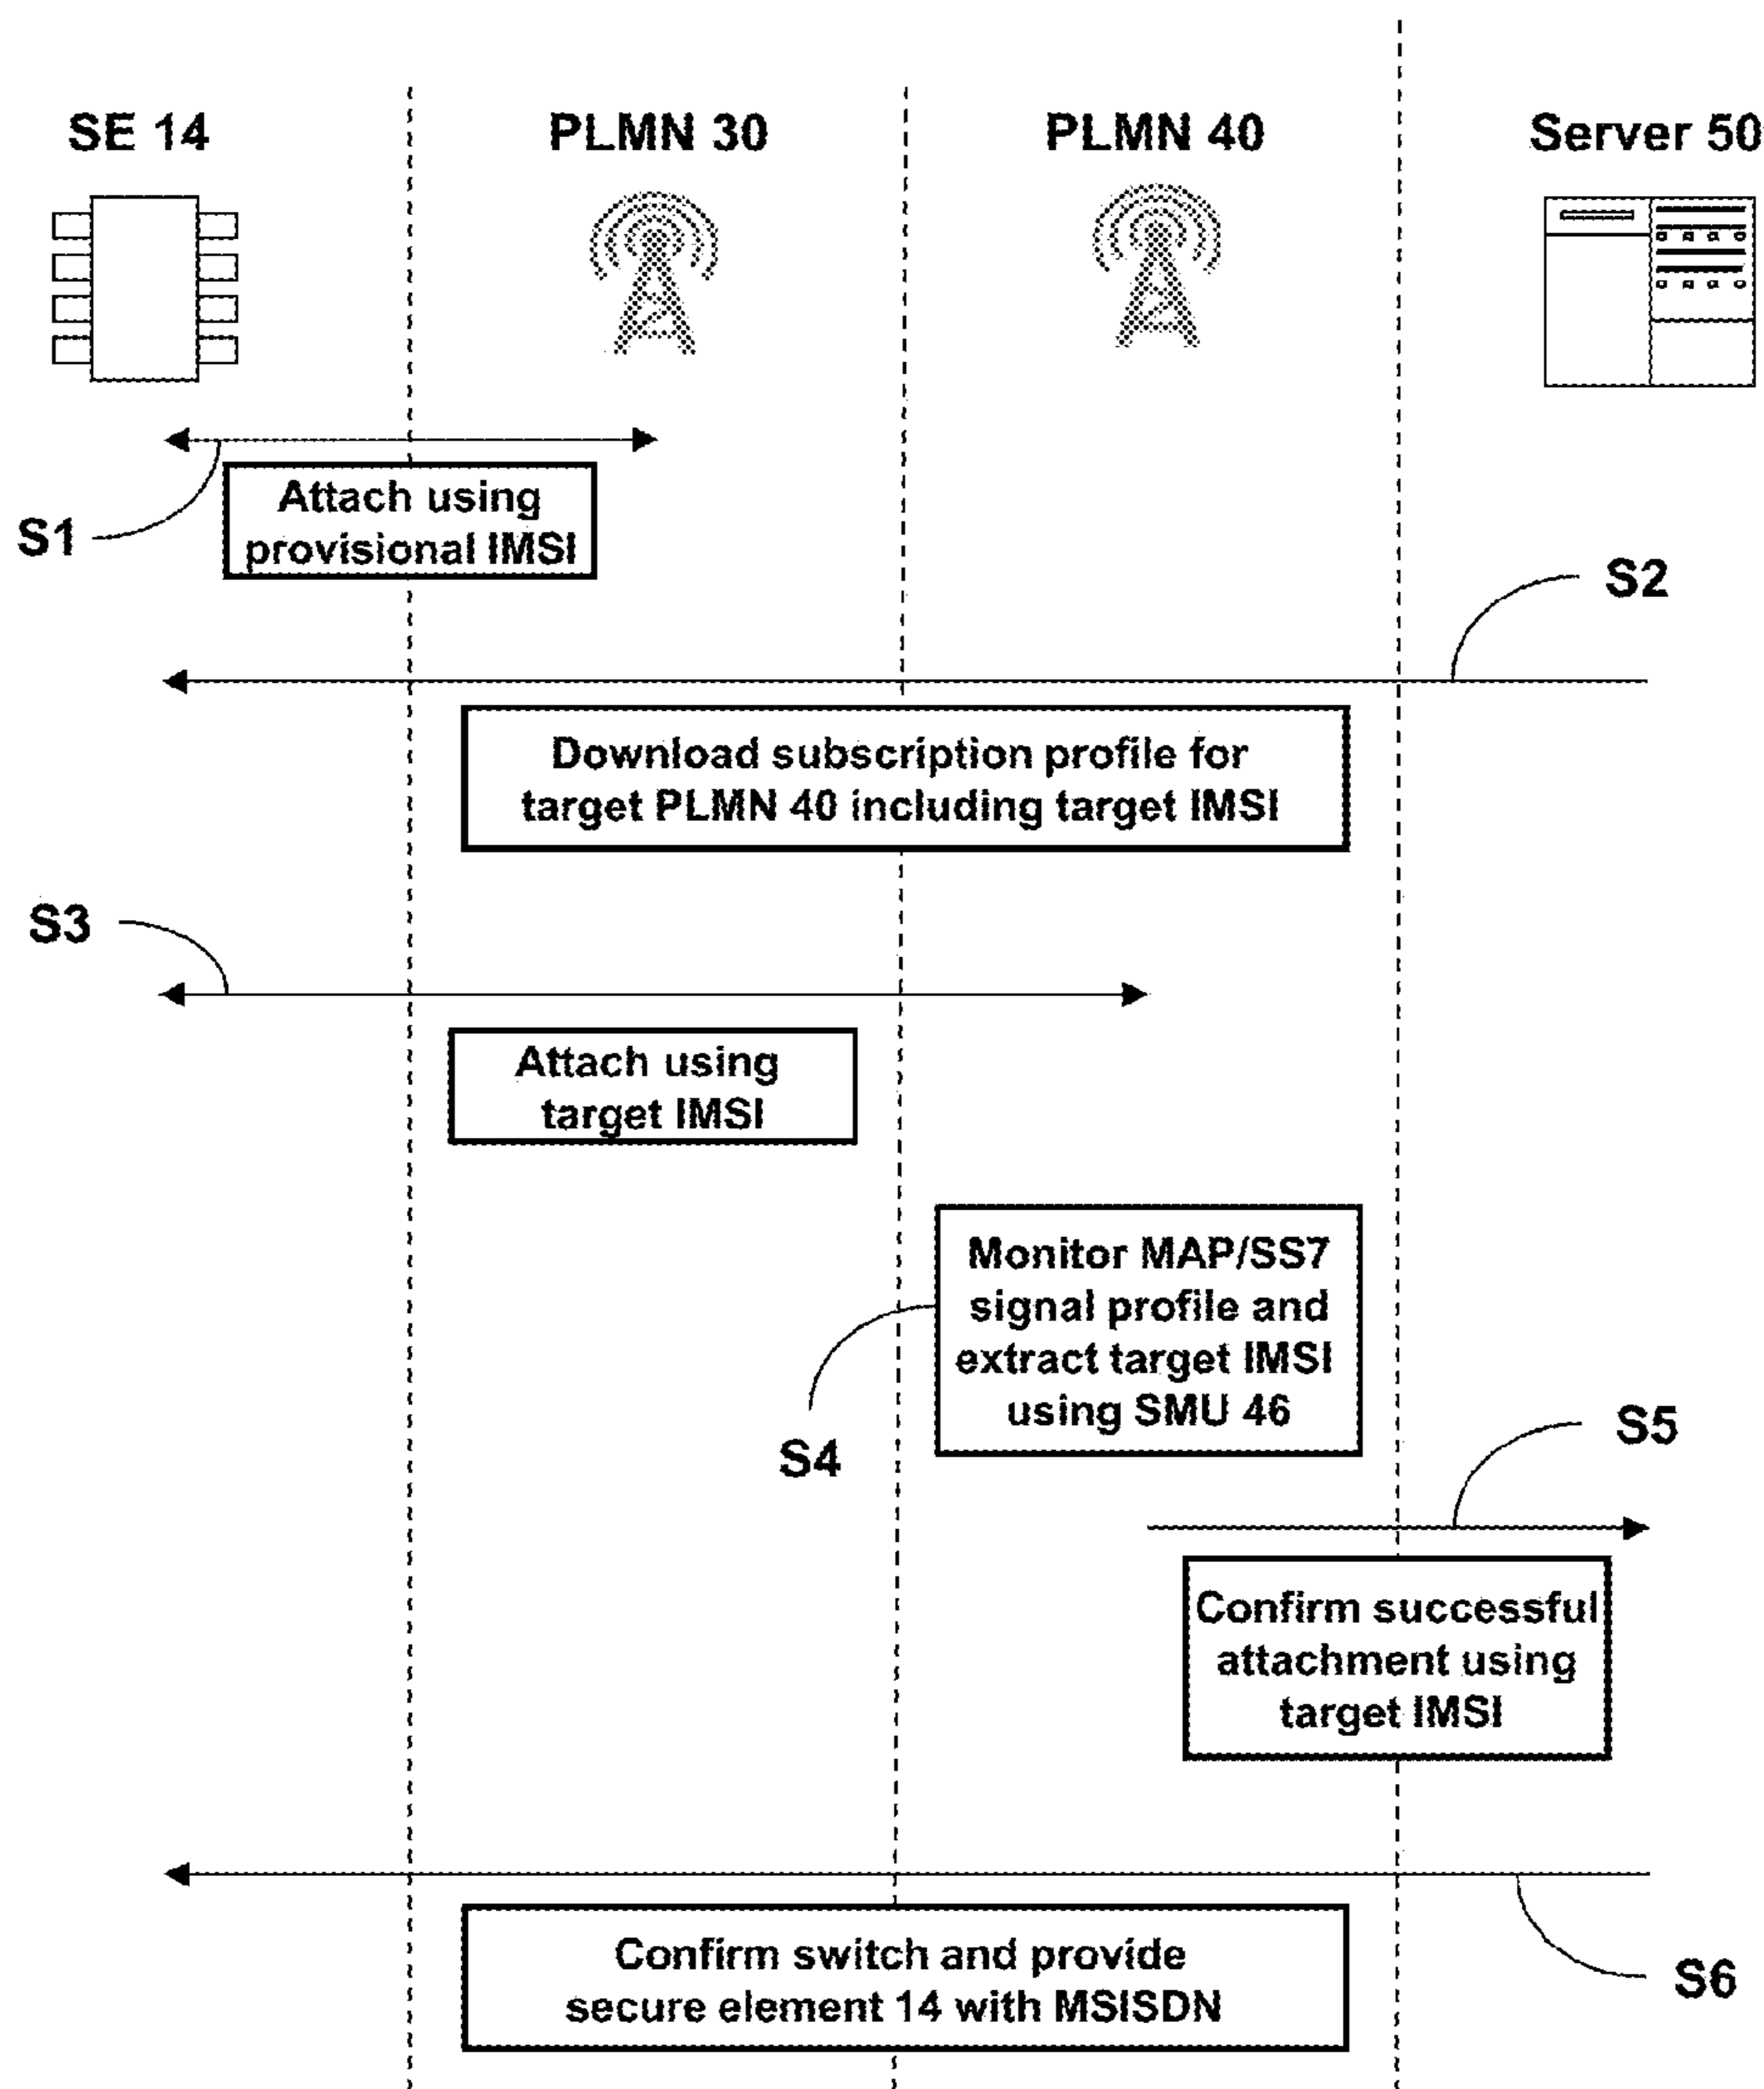 SE 14
PLMN 30
PLMN 40
Server 50
Attach using
provisional IMSI
S1
S2
Download subscription profile for
target PLMN 40 including target IMSI
S3
Attach using
target IMSI
Monitor MAP/SS7
signal profile and
extract target IMSI
using SMU 46
S4
S5
Confirm successful
attachment using
target IMSI
Confirm switch and provide
secure element 14 with MSISDN
S6